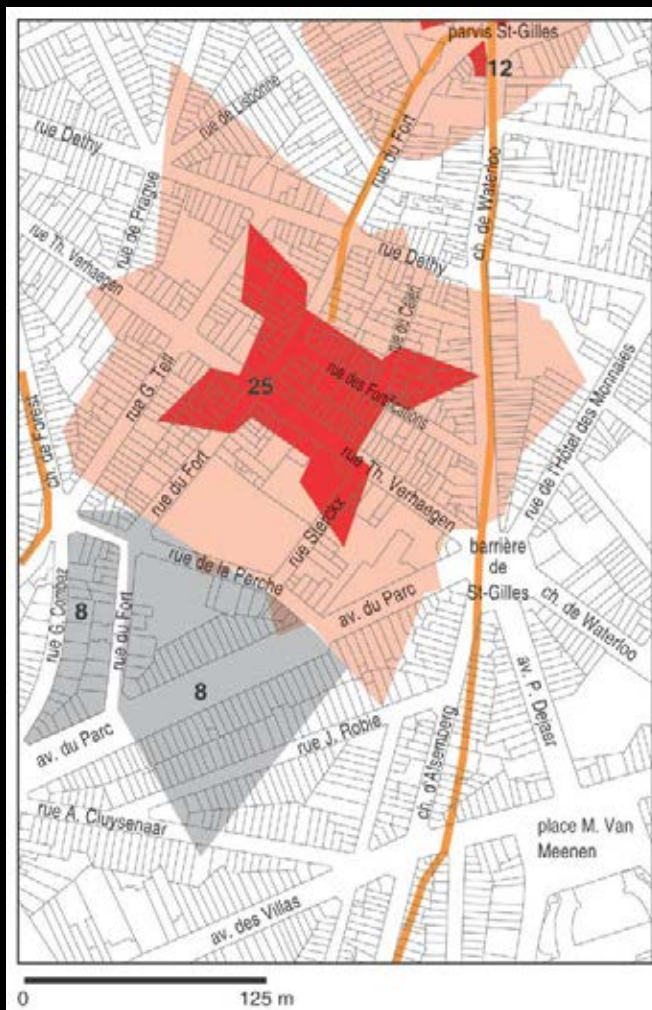 parvis St-Gilles
12
rue de Lisbonne
rue Dethy
rue du Fort
ch. de Waterloo
rue de Prague
rue Th. Verhaegen
rue Dethy
rue du Calert
rue de l'Hôtel des Monnaies
rue G. Tell
25
rue des Fortifications
ch. de Forest
rue du Fort
rue Th. Verhaegen
rue Sterckx
rue de la Perche
barrière
de
St-Gilles
av. du Parc
ch. de Waterloo
rue G. Combaz
8
rue du Fort
8
av. P. Dejaer
av. du Parc
rue J. Robie
ch. d'Alsemberg
rue A. Cluysenaar
place M. Van
Meenen
av. des Villas
0
125 m